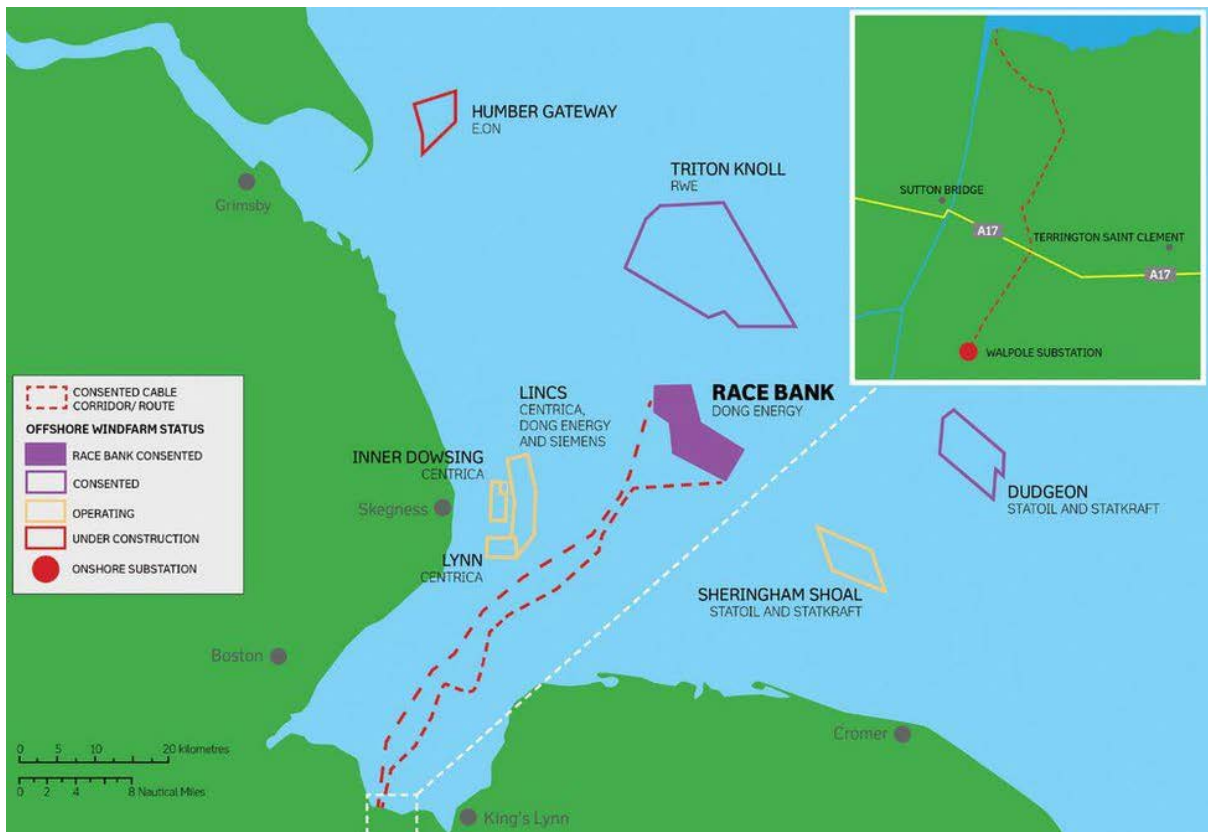 HUMBER GATEWAY
E.ON
TRITON KNOLL
RWE
Grimsby
SUTTON BRIDGE
A17
TERRINGTON SAINT CLEMENT
A17
WALPOLE SUBSTATION
CONSENTED CABLE
CORRIDOR/ ROUTE
OFFSHORE WINDFARM STATUS
RACE BANK CONSENTED
CONSENTED
OPERATING
UNDER CONSTRUCTION
ONSHORE SUBSTATION
LINCS
CENTRICA,
DONG ENERGY
AND SIEMENS
RACE BANK
DONG ENERGY
INNER DOWSING
CENTRICA
Skegness
LYNN
CENTRICA
DUDGEON
STATOIL AND STATKRAFT
SHERINGHAM SHOAL
STATOIL AND STATKRAFT
Boston
Cromer
King's Lynn
0 5 10 20 kilometres
0 2 4 8 Nautical Miles